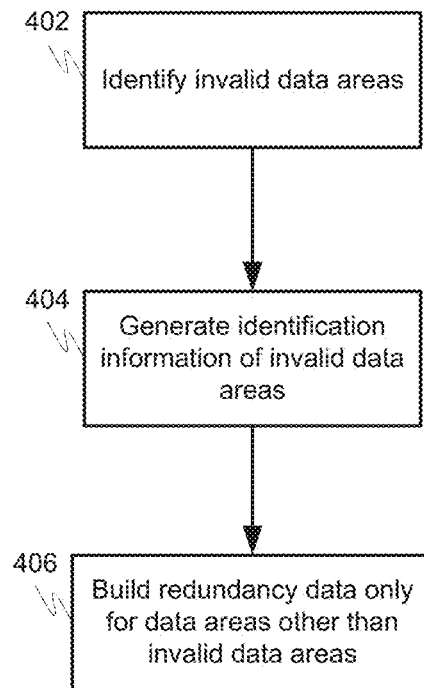 402
Identify invalid data areas
404
Generate identification
information of invalid data
areas
406
Build redundancy data only
for data areas other than
invalid data areas